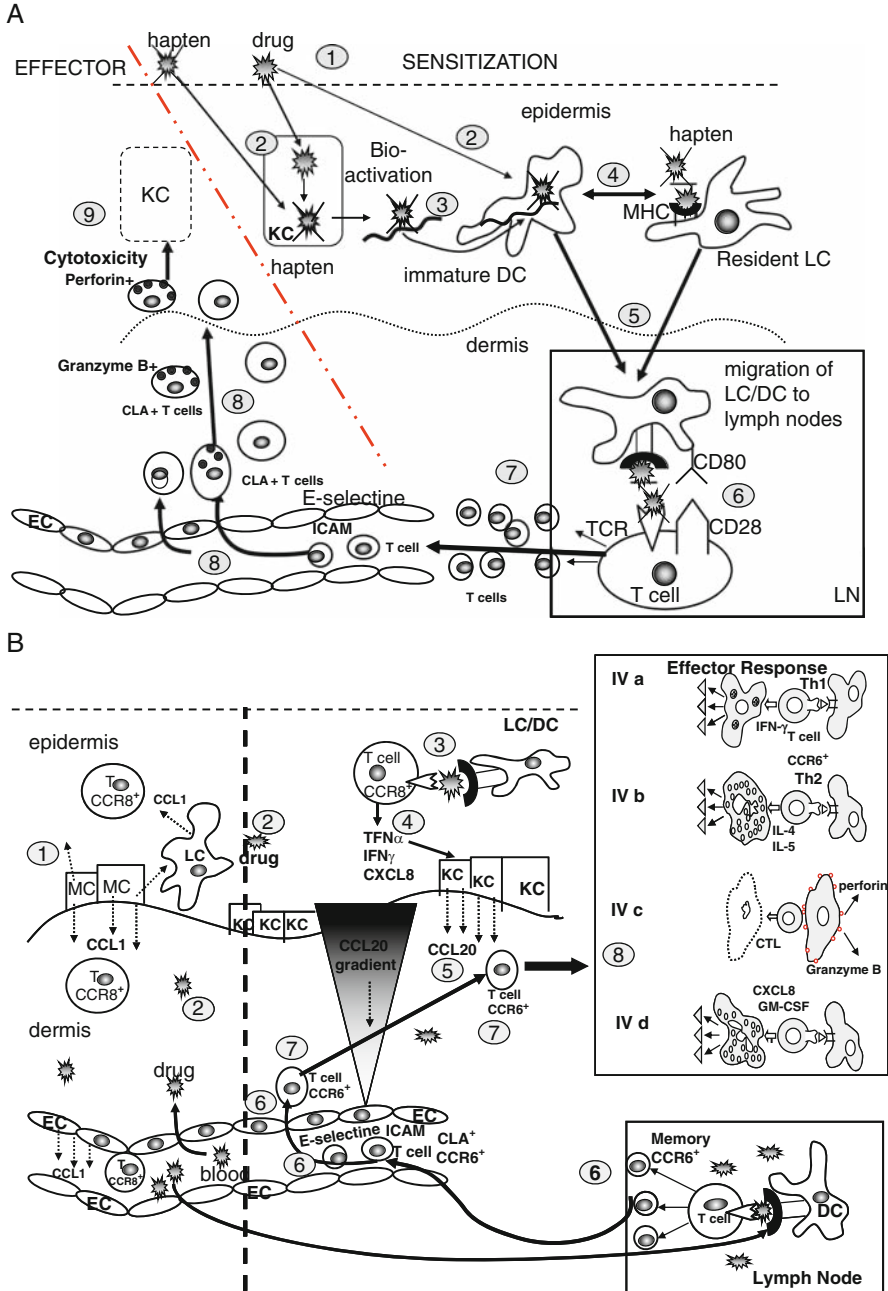 A
hapten
drug
1
EFFECTOR
SENSITIZATION
epidermis
2
2
hapten
Bio-
activation
4
KC
3
MHC
9
KC
Cytotoxicity
hapten
immature DC
Resident LC
Perforin+
5
dermis
migration of
LC/DC to
lymph nodes
Granzyme B+
8
CLA + T cells
CD80
7
CLA + T cells
6
E-selectine
EC
ICAM
TCR
CD28
T cell
8
T cell
T cells
LN
B
IV a
Effector Response
Th1
IFN-γ
T cell
LC/DC
epidermis
T cell
3
CCR8+
T
CCR8+
CCL1
CCR6+
Th2
IV b
2
4
TFNα
IFNγ
CXCL8
IL-4
IL-5
1
LC
drug
MC
MC
KC
KC
KC
perforin
IV c
KC
KC
KC
CCL1
CCL20
gradient
CCL20
CTL
8
Granzyme B
T
CCR8+
5
T cell
CCR6+
2
7
CXCL8
GM-CSF
IV d
dermis
7
drug
T cell
CCR6+
6
EC
EC
E-selectine ICAM
CLA+
T cell
CCR6+
Memory
CCR6+
CCL1
T
CCR8+
blood
6
6
T cell
DC
EC
EC
Lymph Node